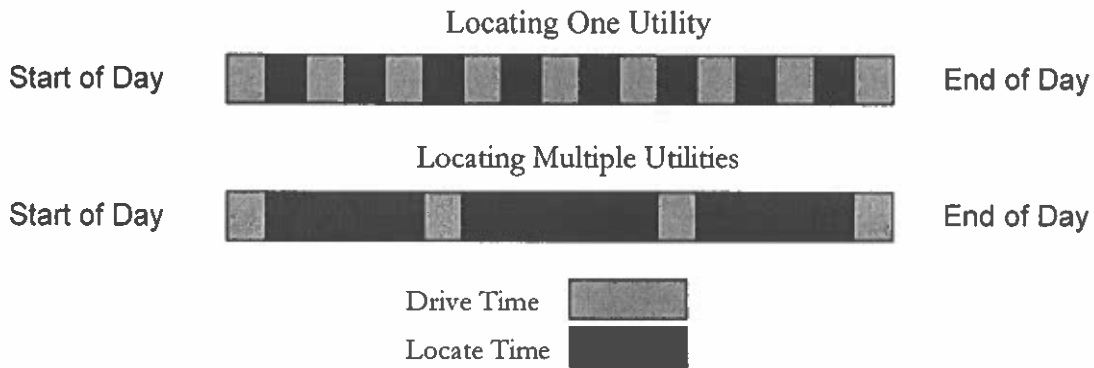 Locating One Utility
Start of Day
End of Day
Locating Multiple Utilities
Start of Day
End of Day
Drive Time
Locate Time